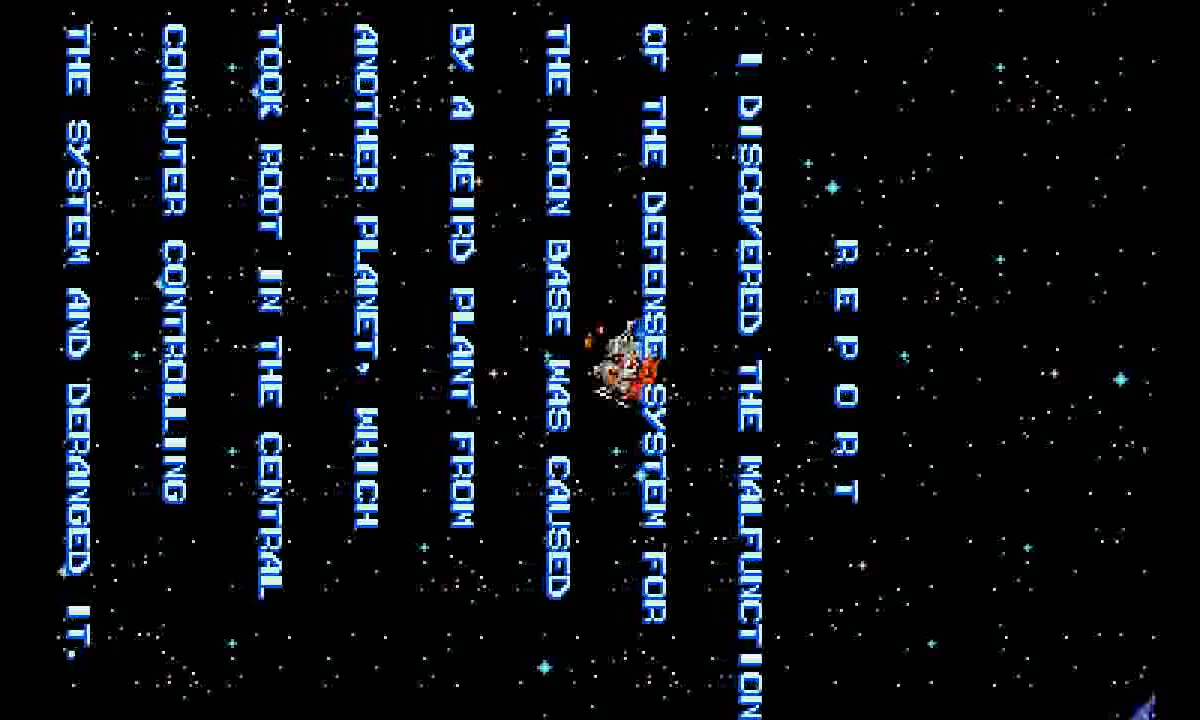 REPORT
I DISCOVERED THE MALFUNCTION
OF THE DEFENSE SYSTEM FOR
THE MOON BASE WAS CAUSED
BY A WEIRD PLANT FROM
ANOTHER PLANET, WHICH
TOOK ROOT IN THE CENTRAL
COMPUTER CONTROLLING
THE SYSTEM AND DERANGED IT.